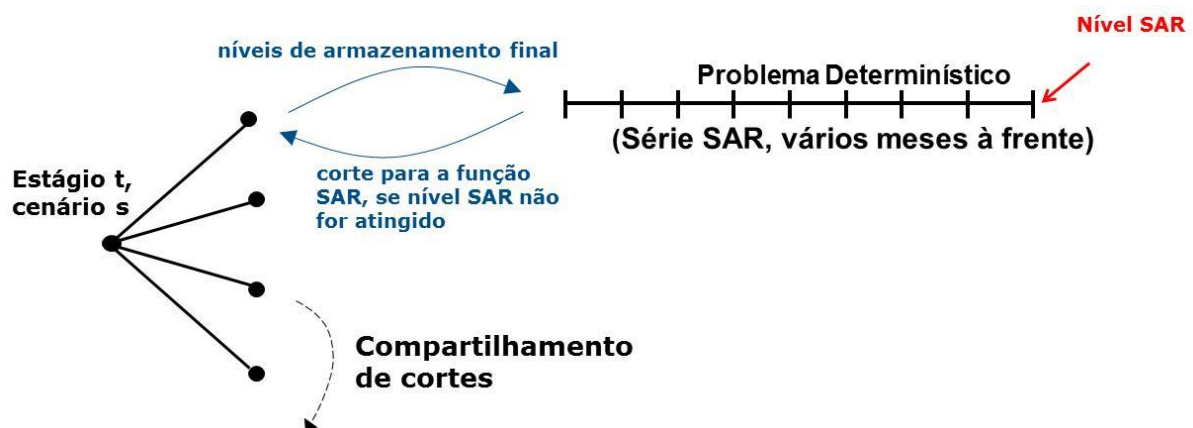 Nível SAR
níveis de armazenamento final
Problema Determinístico
(Série SAR, vários meses à frente)
corte para a função
SAR, se nível SAR não
for atingido
Estágio t,
cenário s
Compartilhamento
de cortes